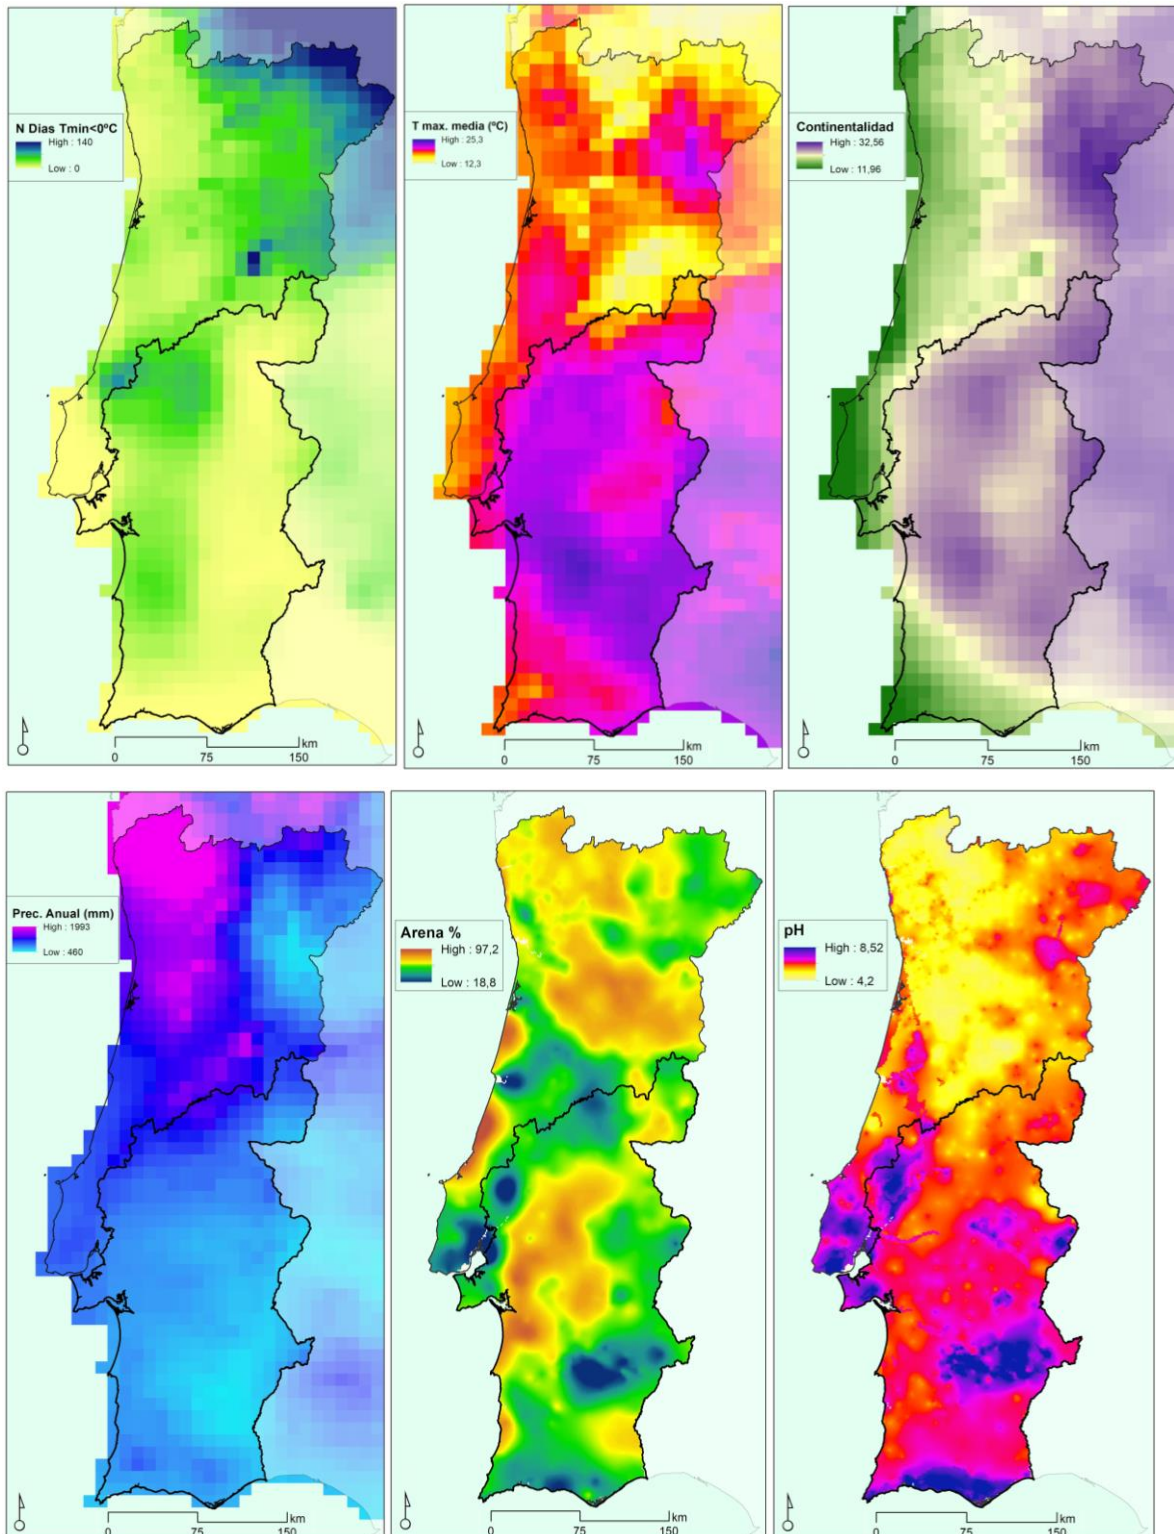 N Dias Tmin<0ºC
High : 140
Low : 0
km
0 75 150
T max. media (ºC)
High : 25,3
Low : 12,3
km
0 75 150
Continentalidad
High : 32,56
Low : 11,96
km
0 75 150
Prec. Anual (mm)
High : 1993
Low : 460
km
0 75 150
Arena %
High : 97,2
Low : 18,8
km
0 75 150
pH
High : 8,52
Low : 4,2
km
0 75 150